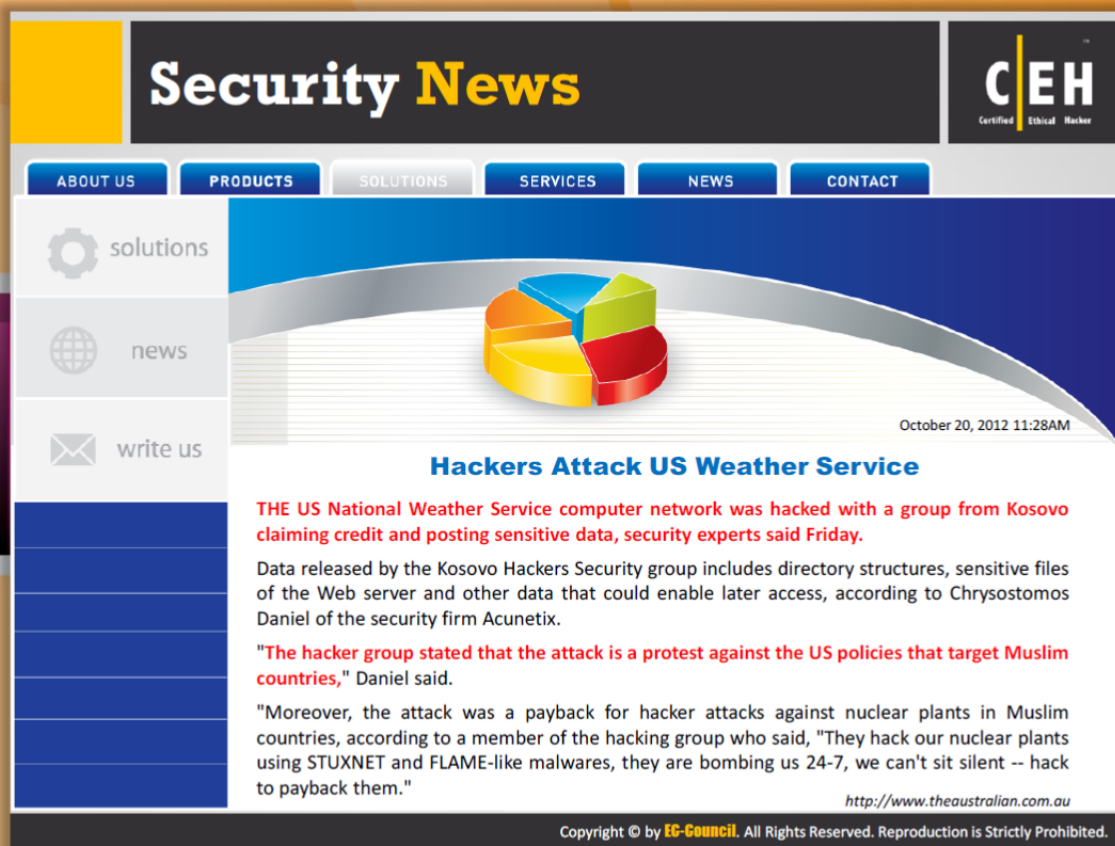 Security News
C|EH
™
Certified Ethical Hacker
ABOUT US
PRODUCTS
SOLUTIONS
SERVICES
NEWS
CONTACT
solutions
news
write us
October 20, 2012 11:28AM
Hackers Attack US Weather Service
THE US National Weather Service computer network was hacked with a group from Kosovo
claiming credit and posting sensitive data, security experts said Friday.
Data released by the Kosovo Hackers Security group includes directory structures, sensitive files
of the Web server and other data that could enable later access, according to Chrysostomos
Daniel of the security firm Acunetix.
"The hacker group stated that the attack is a protest against the US policies that target Muslim
countries," Daniel said.
"Moreover, the attack was a payback for hacker attacks against nuclear plants in Muslim
countries, according to a member of the hacking group who said, "They hack our nuclear plants
using STUXNET and FLAME-like malwares, they are bombing us 24-7, we can't sit silent -- hack
to payback them."
http://www.theaustralian.com.au
Copyright © by EC-Council. All Rights Reserved. Reproduction is Strictly Prohibited.